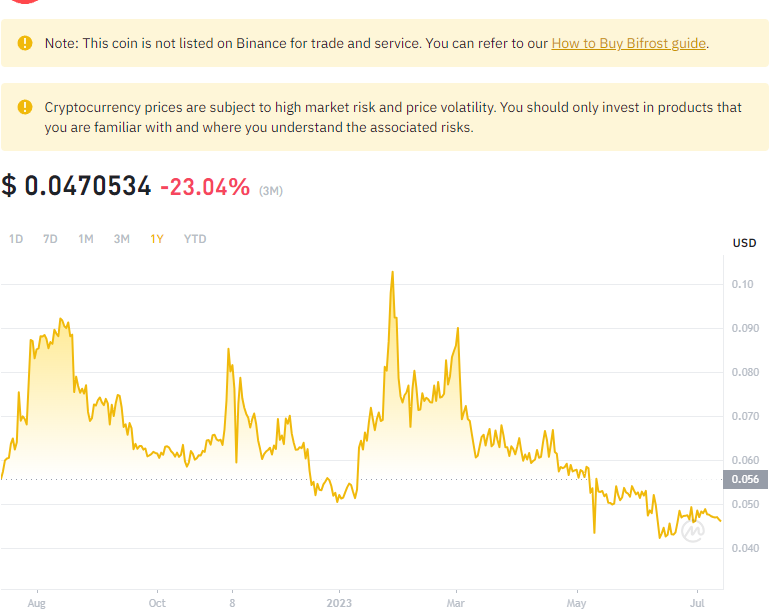 Note: This coin is not listed on Binance for trade and service. You can refer to our How to Buy Bifrost guide.
Cryptocurrency prices are subject to high market risk and price volatility. You should only invest in products that
you are familiar with and where you understand the associated risks.
$ 0.0470534 -23.04% (3M)
1D 7D 1M 3M 1Y YTD
USD
0.10
0.090
0.080
0.070
0.060
0.056
0.050
0.040
Aug Oct 8 2023 Mar May Jul